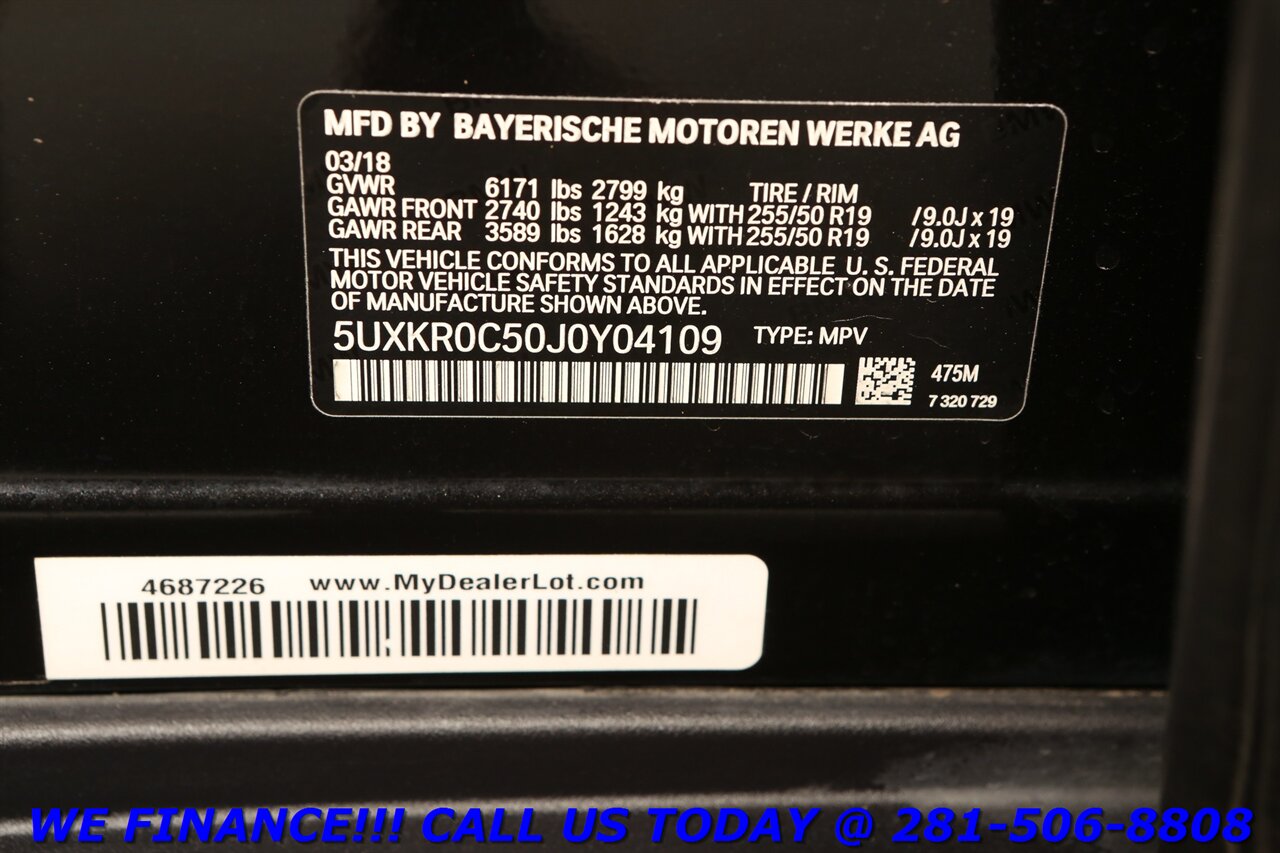 MFD BY BAYERISCHE MOTOREN WERKE AG
03/18
GVWR 6171 lbs 2799 kg TIRE / RIM
GAWR FRONT 2740 lbs 1243 kg WITH 255/50 R19 /9.0J x 19
GAWR REAR 3589 lbs 1628 kg WITH 255/50 R19 /9.0J x 19
THIS VEHICLE CONFORMS TO ALL APPLICABLE U. S. FEDERAL
MOTOR VEHICLE SAFETY STANDARDS IN EFFECT ON THE DATE
OF MANUFACTURE SHOWN ABOVE.
5UXKR0C50J0Y04109 TYPE: MPV
475M
7 320 729
4687226 www.MyDealerLot.com
WE FINANCE!!! CALL US TODAY @ 281-506-8808